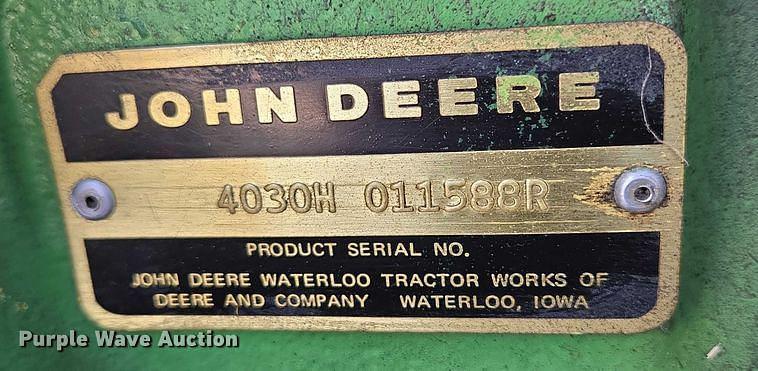 JOHN DEERE
4030H 011588R
PRODUCT SERIAL NO.
JOHN DEERE WATERLOO TRACTOR WORKS OF
DEERE AND COMPANY WATERLOO, IOWA
Purple Wave Auction